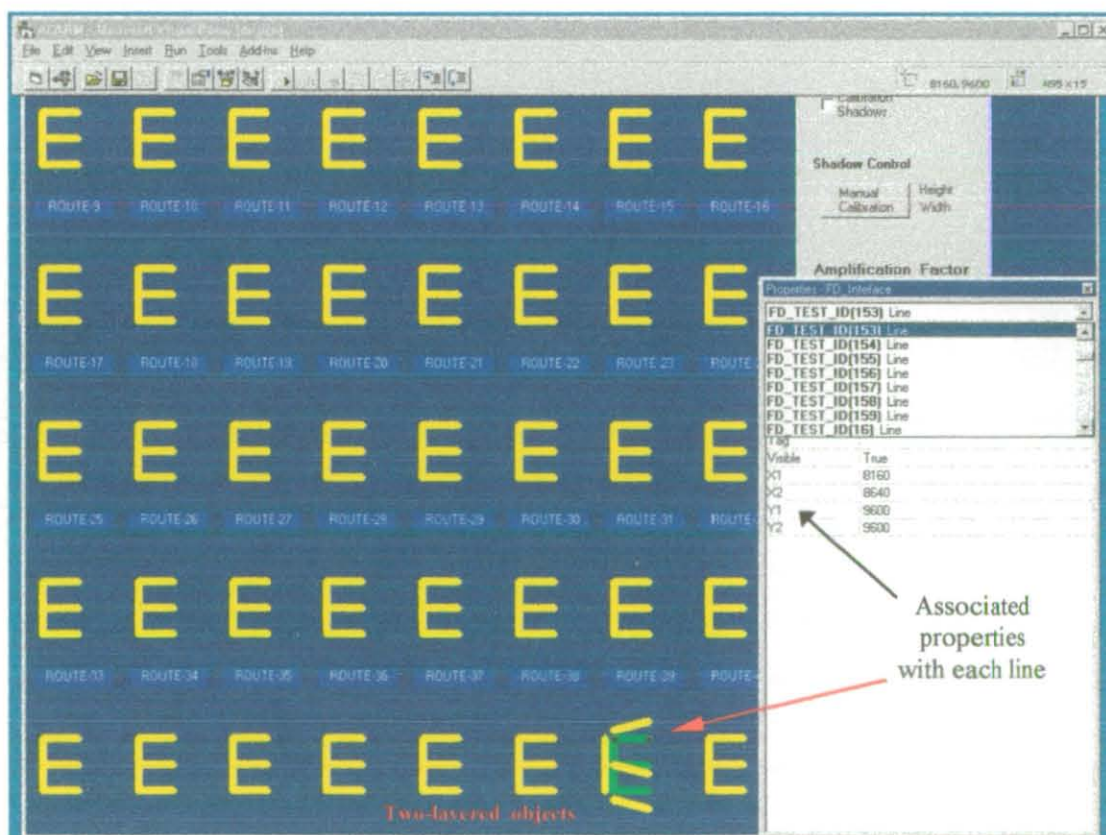 File Edit View Insert Run Tools Add-Ins Help
8160,9600 495 x 15
Calibration
Shadows
Shadow Control
Manual
Calibration
Height
Width
Amplification Factor
E E E E E E E E
ROUTE-9 ROUTE-10 ROUTE-11 ROUTE-12 ROUTE-13 ROUTE-14 ROUTE-15 ROUTE-16
E E E E E E E E
ROUTE-17 ROUTE-18 ROUTE-19 ROUTE-20 ROUTE-21 ROUTE-22 ROUTE-23
E E E E E E E E
ROUTE-25 ROUTE-26 ROUTE-27 ROUTE-28 ROUTE-29 ROUTE-30 ROUTE-31
E E E E E E E E
ROUTE-33 ROUTE-34 ROUTE-35 ROUTE-36 ROUTE-37 ROUTE-38 ROUTE-39
E E E E E E E E
Two-layered objects
Properties - FD_Inteface
FD_TEST_ID(153) Line
FD_TEST_ID(153) Line
FD_TEST_ID(154) Line
FD_TEST_ID(155) Line
FD_TEST_ID(156) Line
FD_TEST_ID(157) Line
FD_TEST_ID(158) Line
FD_TEST_ID(159) Line
FD_TEST_ID(16) Line
Tag
Visible True
X1 8160
X2 8640
Y1 9600
Y2 9600
Associated
properties
with each line